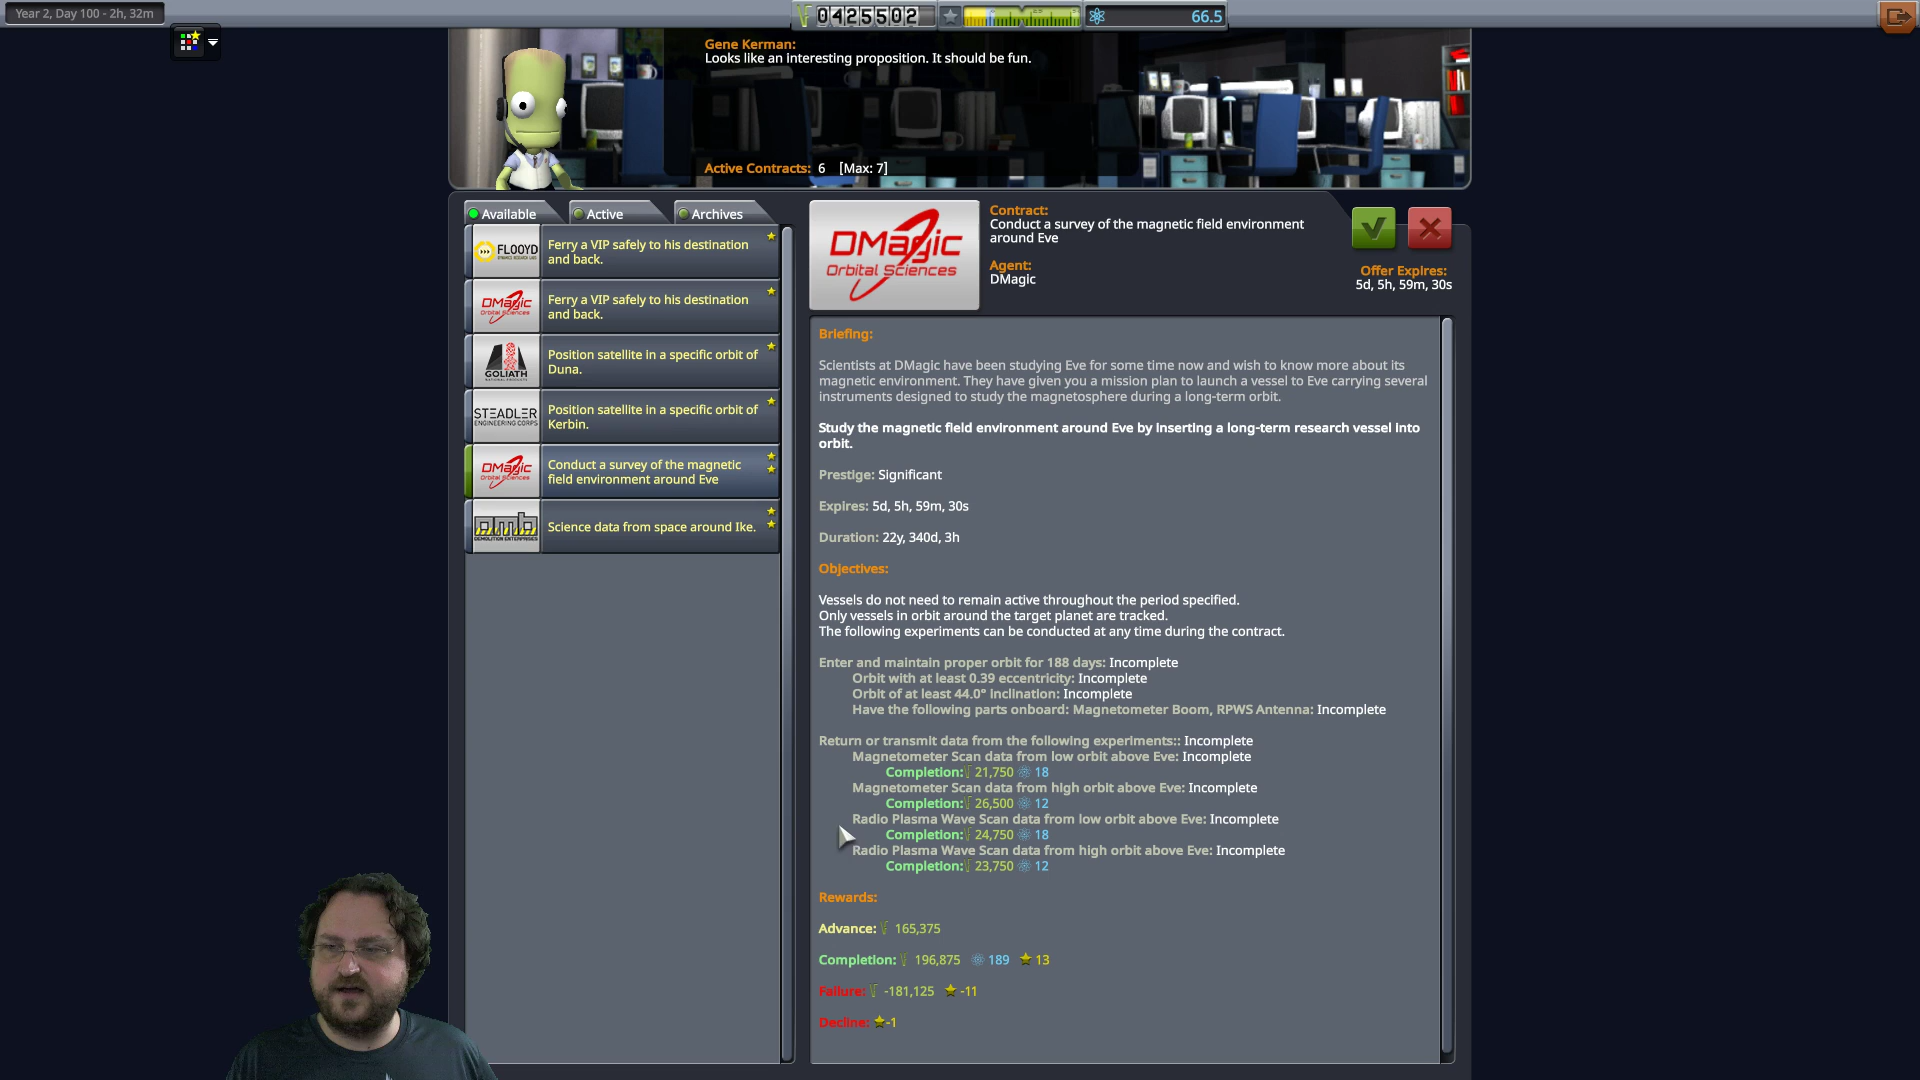 Year 2, Day 100 - 2h, 32m
0425502
66.5
Gene Kerman:
Looks like an interesting proposition. It should be fun.
Active Contracts: 6 [Max: 7]
Available
Active
Archives
FLOOYD
Ferry a VIP safely to his destination
and back.
DMagic
Orbital Sciences
Ferry a VIP safely to his destination
and back.
GOLIATH
NATIONAL PRODUCTS
Position satellite in a specific orbit of
Duna.
STEADLER
ENGINEERING CORPS
Position satellite in a specific orbit of
Kerbin.
DMagic
Orbital Sciences
Conduct a survey of the magnetic
field environment around Eve
DEMOLITION ENTERPRISES
Science data from space around Ike.
DMagic
Orbital Sciences
Contract:
Conduct a survey of the magnetic field environment
around Eve
Agent:
DMagic
Offer Expires:
5d, 5h, 59m, 30s
Briefing:
Scientists at DMagic have been studying Eve for some time now and wish to know more about its
magnetic environment. They have given you a mission plan to launch a vessel to Eve carrying several
instruments designed to study the magnetosphere during a long-term orbit.
Study the magnetic field environment around Eve by inserting a long-term research vessel into
orbit.
Prestige: Significant
Expires: 5d, 5h, 59m, 30s
Duration: 22y, 340d, 3h
Objectives:
Vessels do not need to remain active throughout the period specified.
Only vessels in orbit around the target planet are tracked.
The following experiments can be conducted at any time during the contract.
Enter and maintain proper orbit for 188 days: Incomplete
Orbit with at least 0.39 eccentricity: Incomplete
Orbit of at least 44.0° inclination: Incomplete
Have the following parts onboard: Magnetometer Boom, RPWS Antenna: Incomplete
Return or transmit data from the following experiments:: Incomplete
Magnetometer Scan data from low orbit above Eve: Incomplete
Completion: 21,750 18
Magnetometer Scan data from high orbit above Eve: Incomplete
Completion: 26,500 12
Radio Plasma Wave Scan data from low orbit above Eve: Incomplete
Completion: 24,750 18
Radio Plasma Wave Scan data from high orbit above Eve: Incomplete
Completion: 23,750 12
Rewards:
Advance: 165,375
Completion: 196,875 189 13
Failure: -181,125 -11
Decline: -1